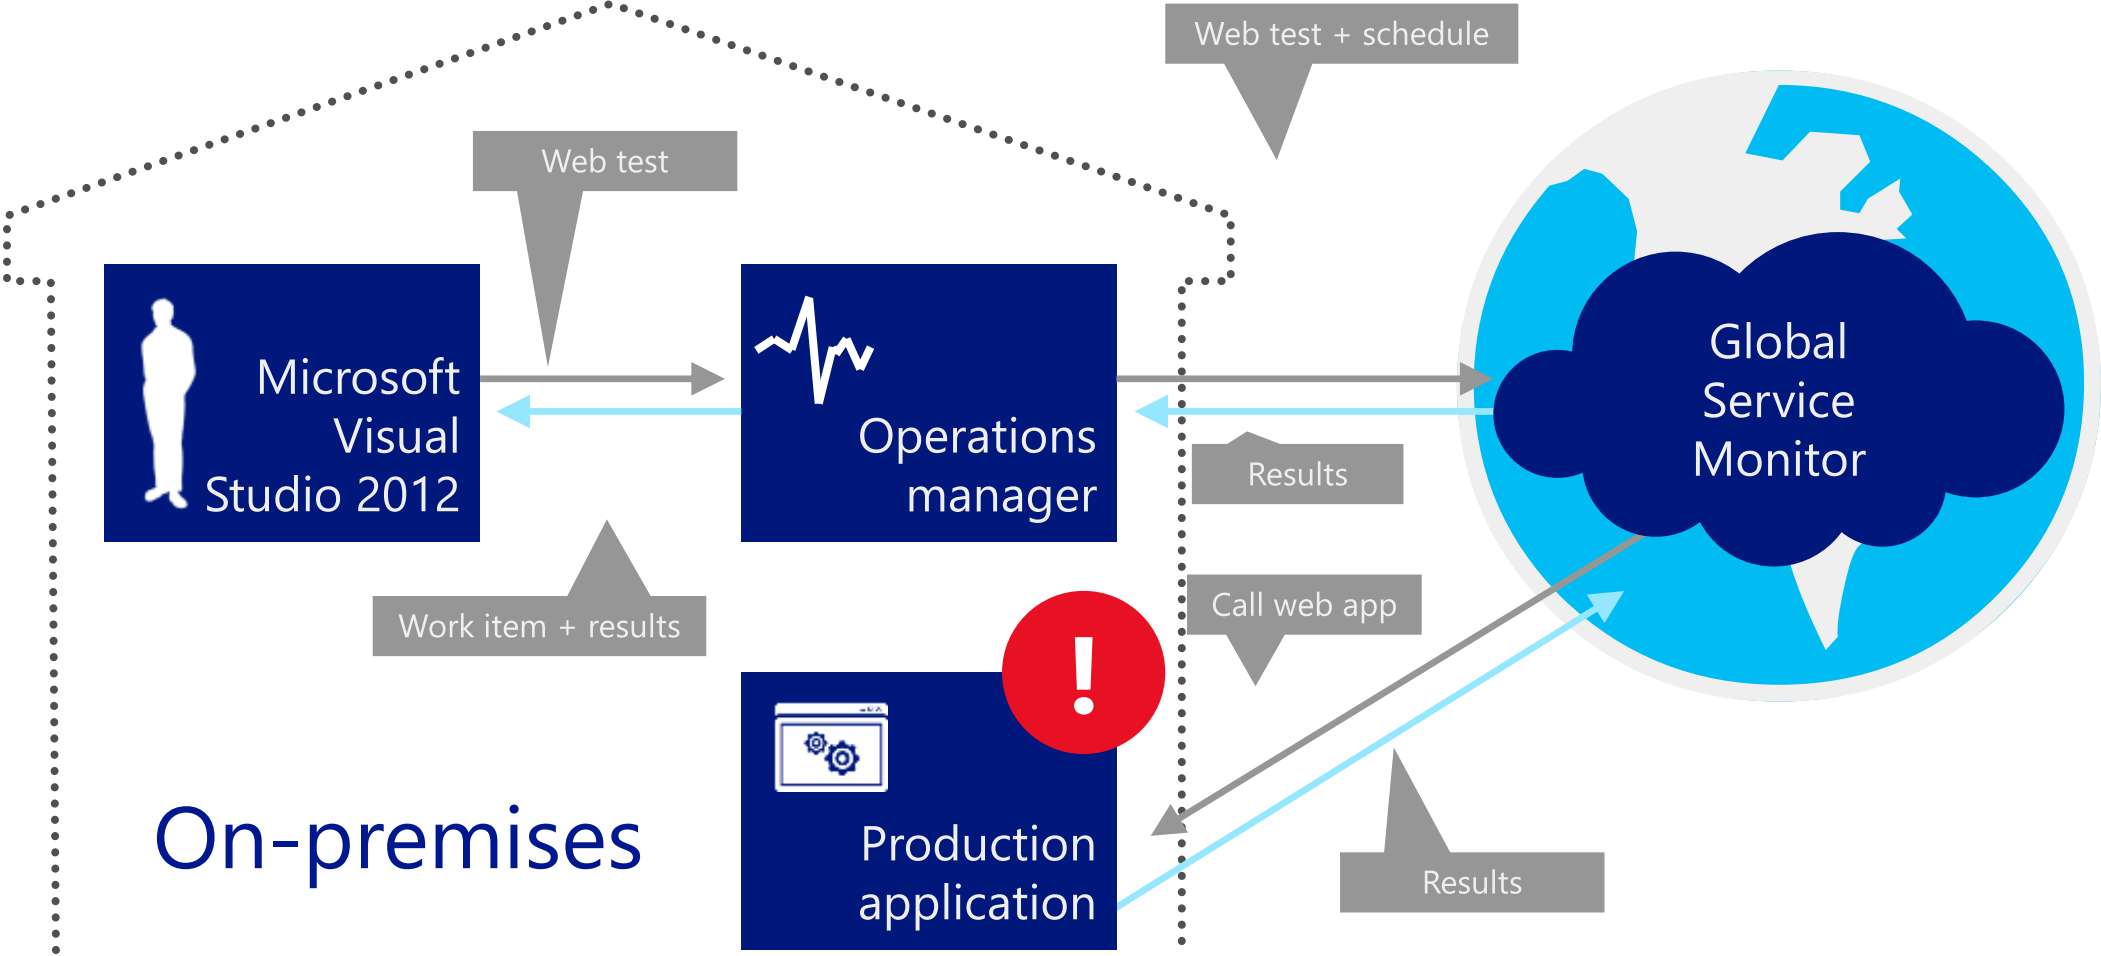 Web test + schedule
Web test
Microsoft
Visual
Studio 2012
Operations
manager
Global
Service
Monitor
Results
Work item + results
Call web app
!
Production
application
On-premises
Results